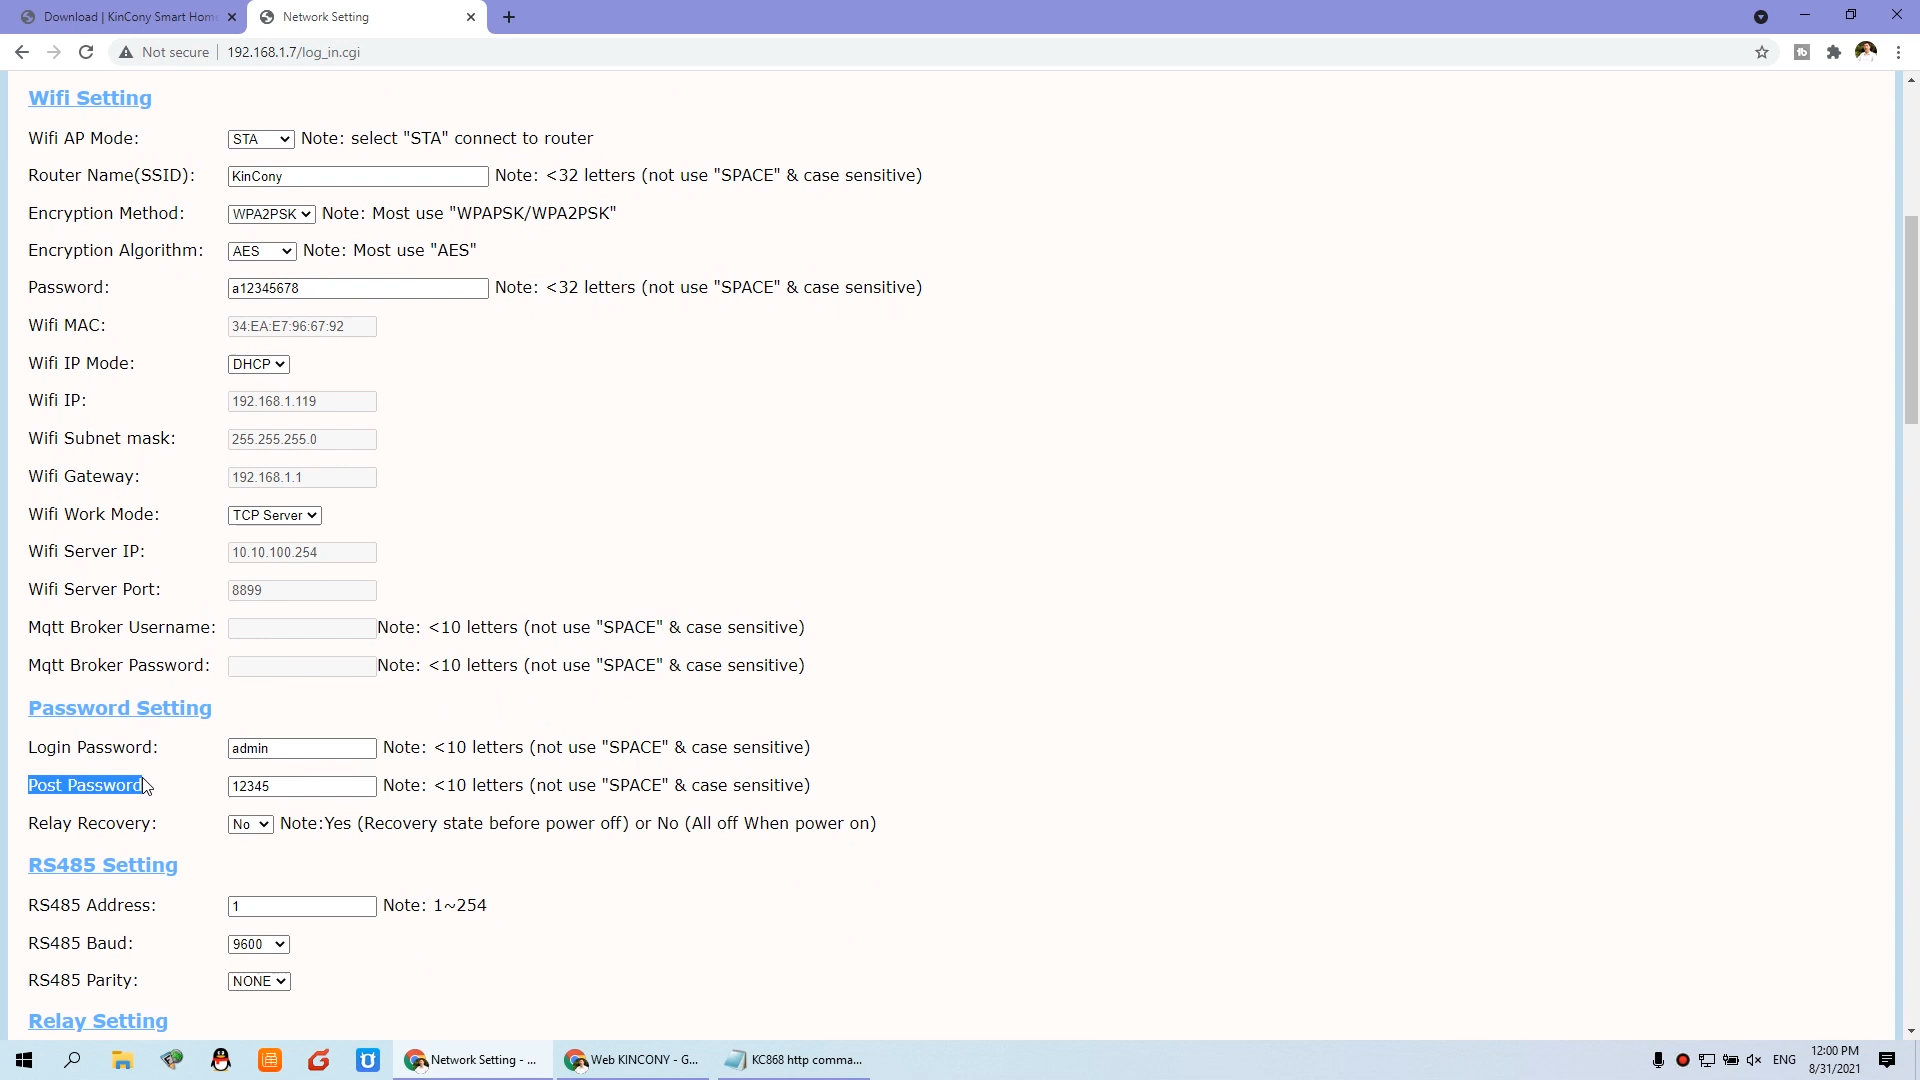 Download | KinCony Smart Hom
Network Setting
Not secure
192.168.1.7/log_in.cgi
Wifi Setting
Wifi AP Mode: STA Note: select "STA" connect to router
Router Name(SSID): KinCony Note: <32 letters (not use "SPACE" & case sensitive)
Encryption Method: WPA2PSK Note: Most use "WPAPSK/WPA2PSK"
Encryption Algorithm: AES Note: Most use "AES"
Password: a12345678 Note: <32 letters (not use "SPACE" & case sensitive)
Wifi MAC: 34:EA:E7:96:67:92
Wifi IP Mode: DHCP
Wifi IP: 192.168.1.119
Wifi Subnet mask: 255.255.255.0
Wifi Gateway: 192.168.1.1
Wifi Work Mode: TCP Server
Wifi Server IP: 10.10.100.254
Wifi Server Port: 8899
Mqtt Broker Username: Note: <10 letters (not use "SPACE" & case sensitive)
Mqtt Broker Password: Note: <10 letters (not use "SPACE" & case sensitive)
Password Setting
Login Password: admin Note: <10 letters (not use "SPACE" & case sensitive)
Post Password 12345 Note: <10 letters (not use "SPACE" & case sensitive)
Relay Recovery: No Note:Yes (Recovery state before power off) or No (All off When power on)
RS485 Setting
RS485 Address: 1 Note: 1~254
RS485 Baud: 9600
RS485 Parity: NONE
Relay Setting
Network Setting - ...
Web KINCONY - G...
KC868 http comma...
ENG
12:00 PM
8/31/2021